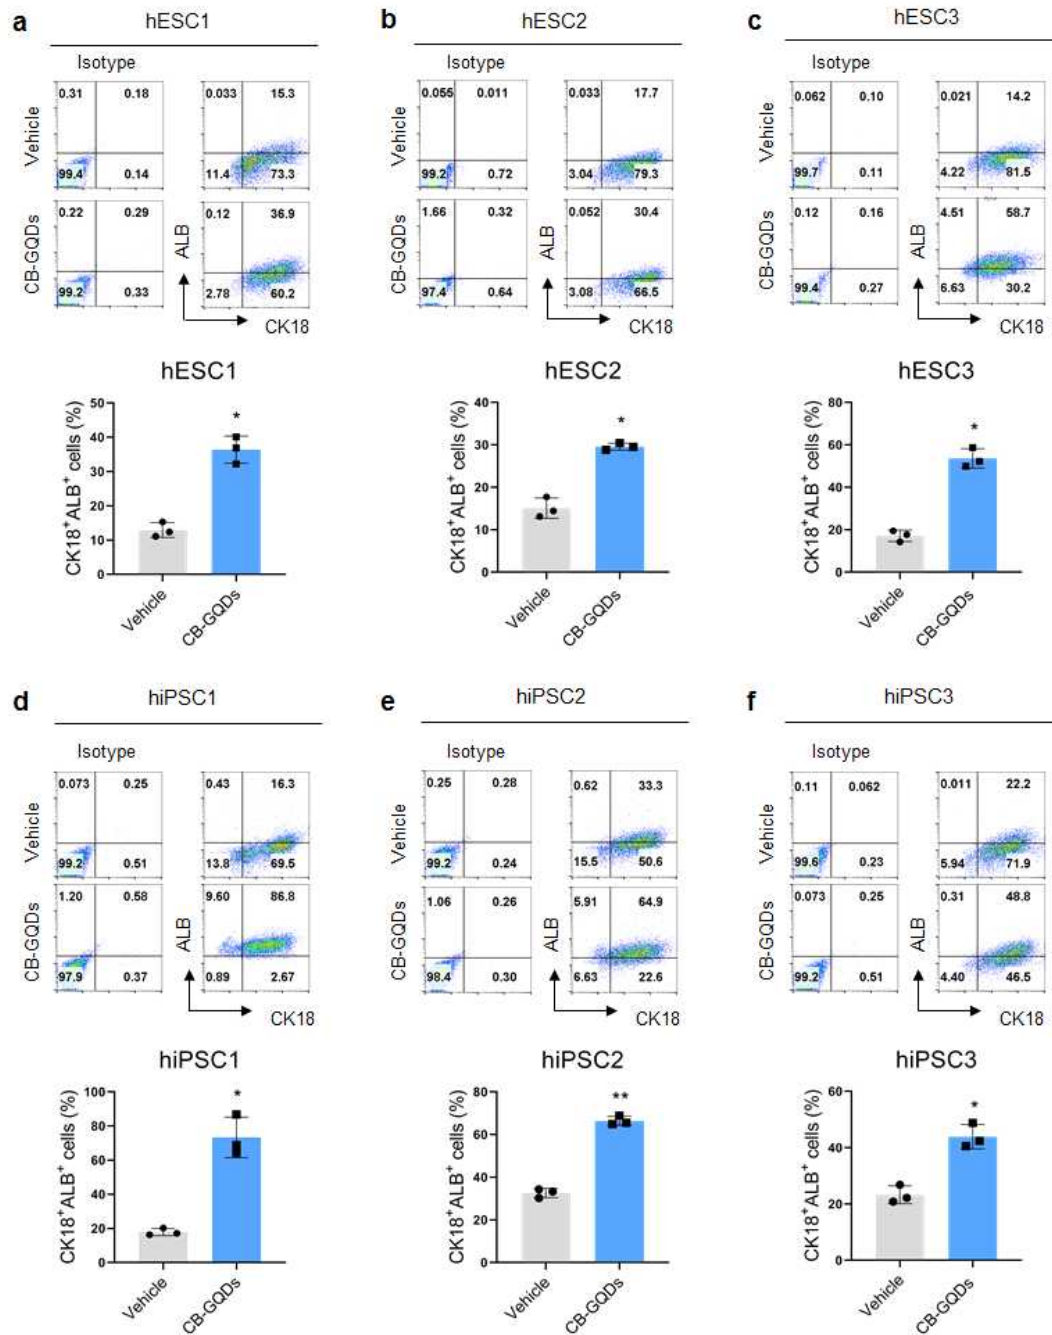 a
hESC1
b
hESC2
c
hESC3
Isotype
Isotype
Isotype
Vehicle
0.31 0.18
99.4 0.14
0.033 15.3
11.4 73.3
0.055 0.011
99.2 0.72
0.033 17.7
3.04 79.3
0.062 0.10
99.7 0.11
0.021 14.2
4.22 81.5
CB-GQDs
0.22 0.29
99.2 0.33
ALB
0.12 36.9
2.78 60.2
CK18
Vehicle
CB-GQDs
1.66 0.32
97.4 0.64
ALB
0.052 30.4
3.08 66.5
CK18
Vehicle
CB-GQDs
0.12 0.16
99.4 0.27
ALB
4.51 58.7
6.63 30.2
CK18
hESC1
CK18+ALB+ cells (%)
50
40
30
20
10
0
*
Vehicle
CB-GQDs
hESC2
CK18+ALB+ cells (%)
40
30
20
10
0
*
Vehicle
CB-GQDs
hESC3
CK18+ALB+ cells (%)
80
60
40
20
0
*
Vehicle
CB-GQDs
d
hiPSC1
e
hiPSC2
f
hiPSC3
Isotype
Isotype
Isotype
Vehicle
0.073 0.25
99.2 0.51
0.43 16.3
13.8 69.5
Vehicle
0.25 0.28
99.2 0.24
0.62 33.3
15.5 50.6
Vehicle
0.11 0.062
99.6 0.23
0.011 22.2
5.94 71.9
CB-GQDs
1.20 0.58
97.9 0.37
ALB
9.60 86.8
0.89 2.67
CK18
CB-GQDs
1.06 0.26
98.4 0.30
ALB
5.91 64.9
6.63 22.6
CK18
CB-GQDs
0.073 0.25
99.2 0.51
ALB
0.31 48.8
4.40 46.5
CK18
hiPSC1
CK18+ALB+ cells (%)
100
80
60
40
20
0
*
Vehicle
CB-GQDs
hiPSC2
CK18+ALB+ cells (%)
80
60
40
20
0
**
Vehicle
CB-GQDs
hiPSC3
CK18+ALB+ cells (%)
60
40
20
0
*
Vehicle
CB-GQDs